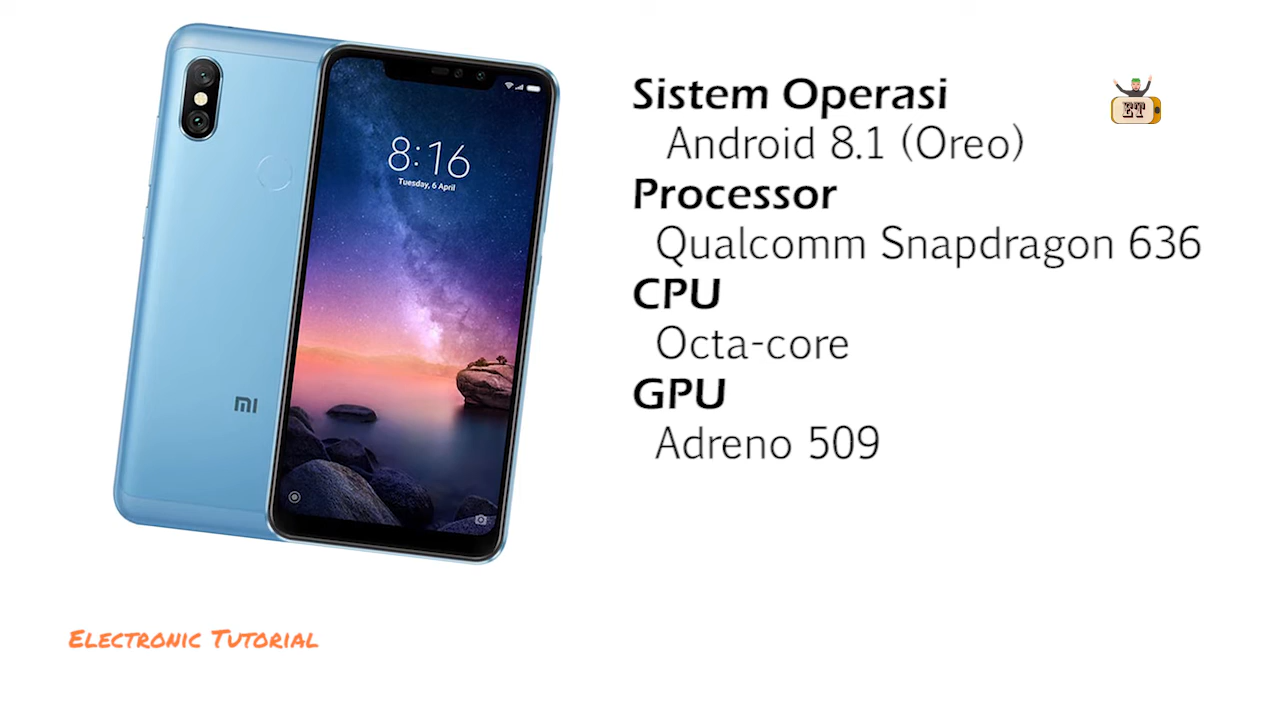 8:16
Tuesday, 6 April
MI
Sistem Operasi
Android 8.1 (Oreo)
Processor
Qualcomm Snapdragon 636
CPU
Octa-core
GPU
Adreno 509
ET
Electronic Tutorial